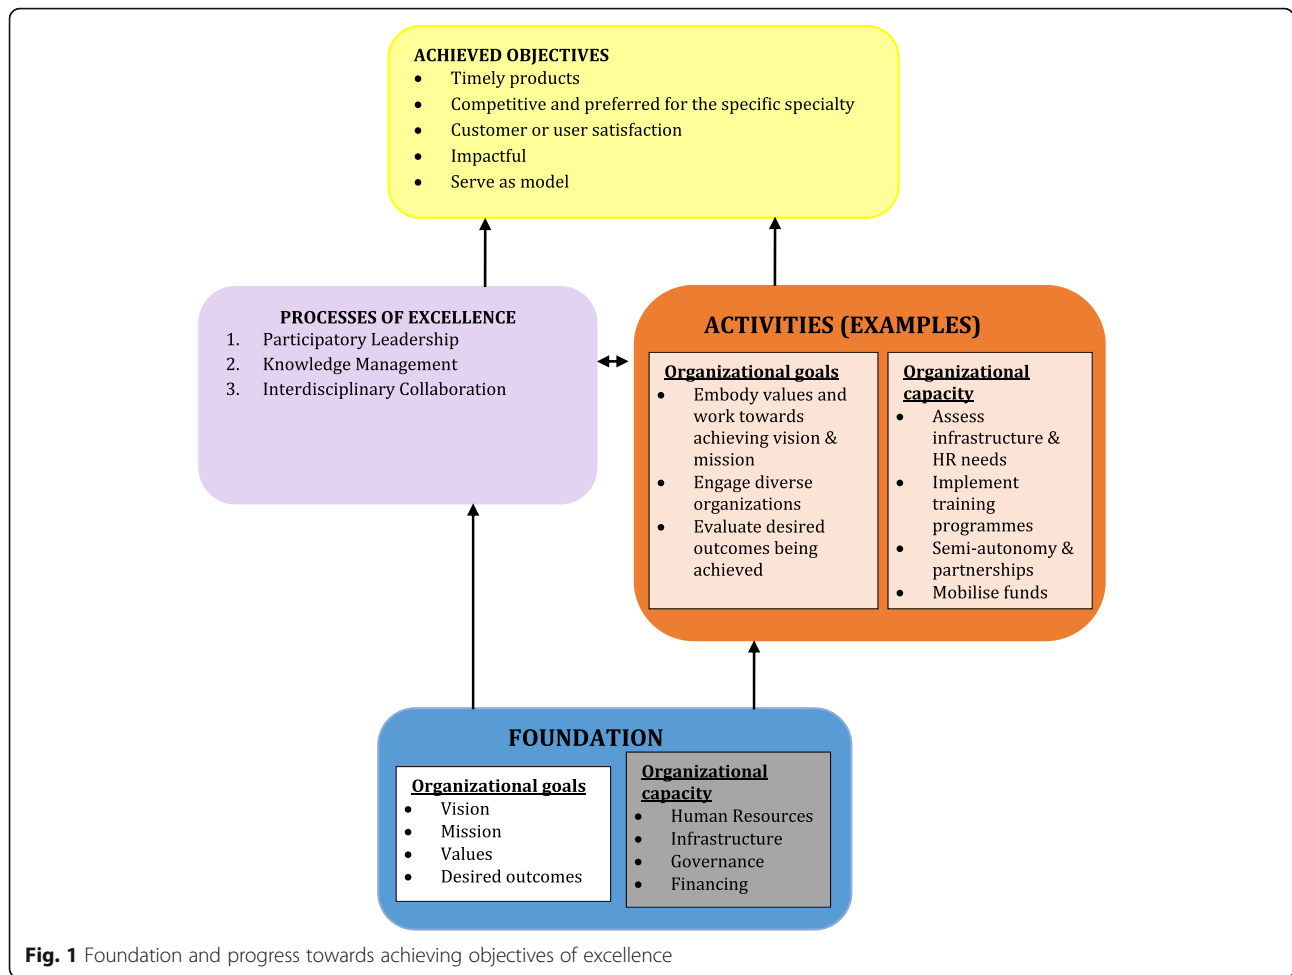 ACHIEVED OBJECTIVES
• Timely products
• Competitive and preferred for the specific specialty
• Customer or user satisfaction
• Impactful
• Serve as model
PROCESSES OF EXCELLENCE
1. Participatory Leadership
2. Knowledge Management
3. Interdisciplinary Collaboration
ACTIVITIES (EXAMPLES)
Organizational goals
• Embody values and
work towards
achieving vision &
mission
• Engage diverse
organizations
• Evaluate desired
outcomes being
achieved
Organizational
capacity
• Assess
infrastructure &
HR needs
• Implement
training
programmes
• Semi-autonomy &
partnerships
• Mobilise funds
FOUNDATION
Organizational goals
• Vision
• Mission
• Values
• Desired outcomes
Organizational
capacity
• Human Resources
• Infrastructure
• Governance
• Financing
Fig. 1 Foundation and progress towards achieving objectives of excellence